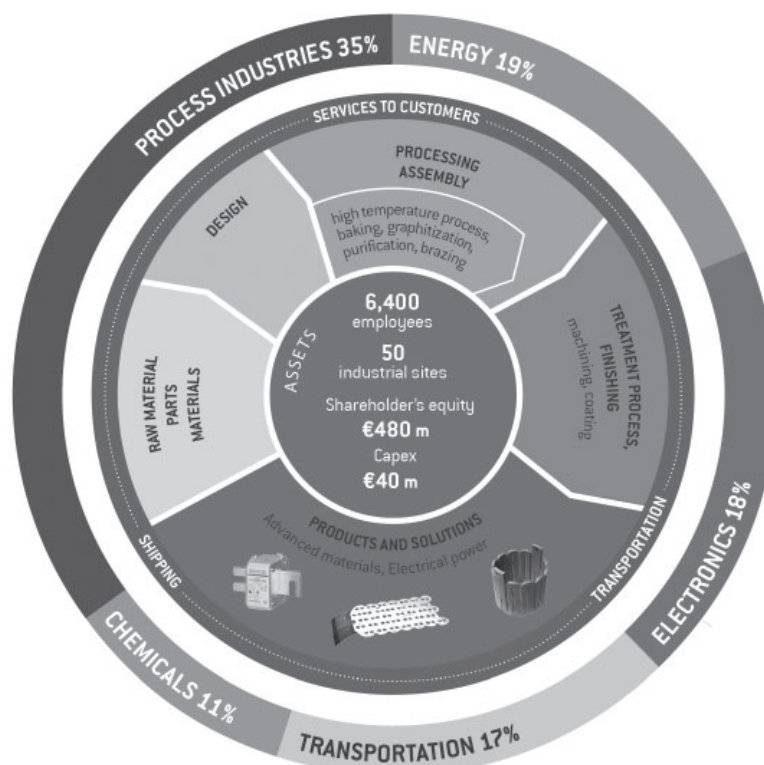 PROCESS INDUSTRIES 35%
ENERGY 19%
ELECTRONICS 18%
TRANSPORTATION 17%
CHEMICALS 11%
SERVICES TO CUSTOMERS
TRANSPORTATION
SHIPPING
RAW MATERIAL
PARTS
MATERIALS
DESIGN
PROCESSING
ASSEMBLY
high temperature process,
baking, graphitization,
purification, brazing
TREATMENT PROCESS,
FINISHING
machining, coating
PRODUCTS AND SOLUTIONS
Advanced materials, Electrical power
ASSETS
6,400
employees
50
industrial sites
Shareholder's equity
€480 m
Capex
€40 m